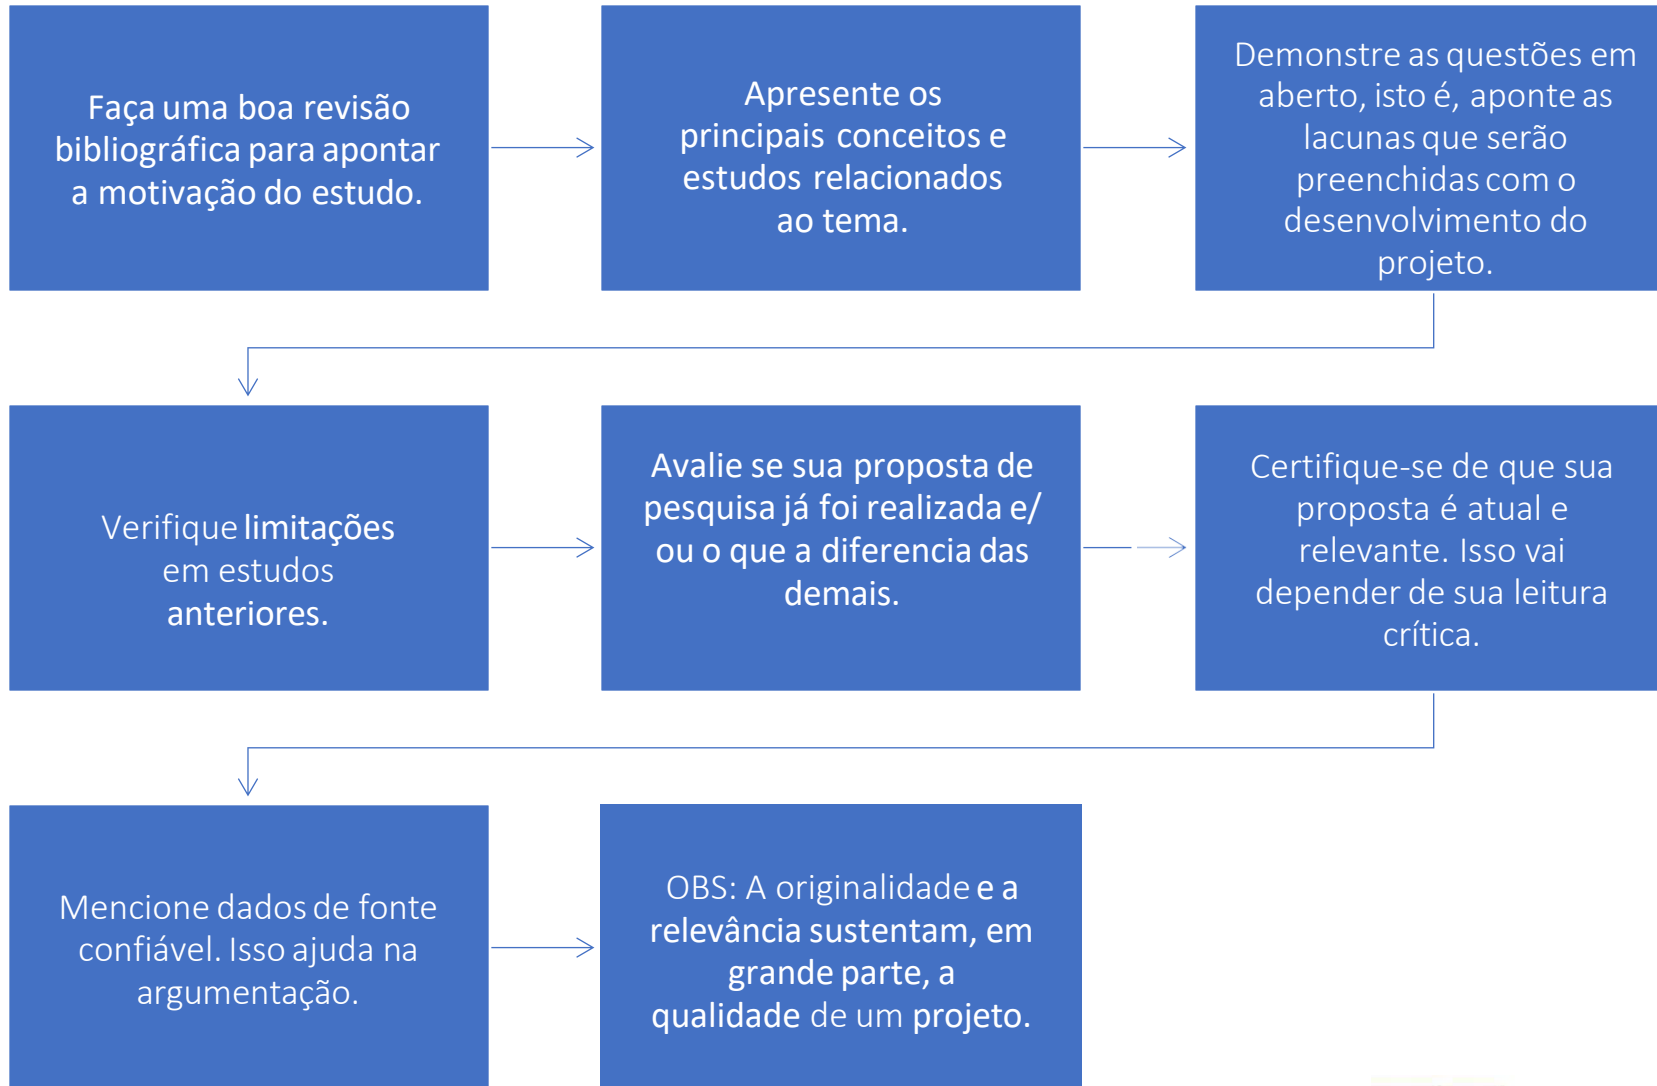 Faça uma boa revisão
bibliográfica para apontar
a motivação do estudo.
Apresente os
principais conceitos e
estudos relacionados
ao tema.
Demonstre as questões em
aberto, isto é, aponte as
lacunas que serão
preenchidas com o
desenvolvimento do
projeto.
Verifique limitações
em estudos
anteriores.
Avalie se sua proposta de
pesquisa já foi realizada e/
ou o que a diferencia das
demais.
Certifique-se de que sua
proposta é atual e
relevante. Isso vai
depender de sua leitura
crítica.
Mencione dados de fonte
confiável. Isso ajuda na
argumentação.
OBS: A originalidade e a
relevância sustentam, em
grande parte, a
qualidade de um projeto.